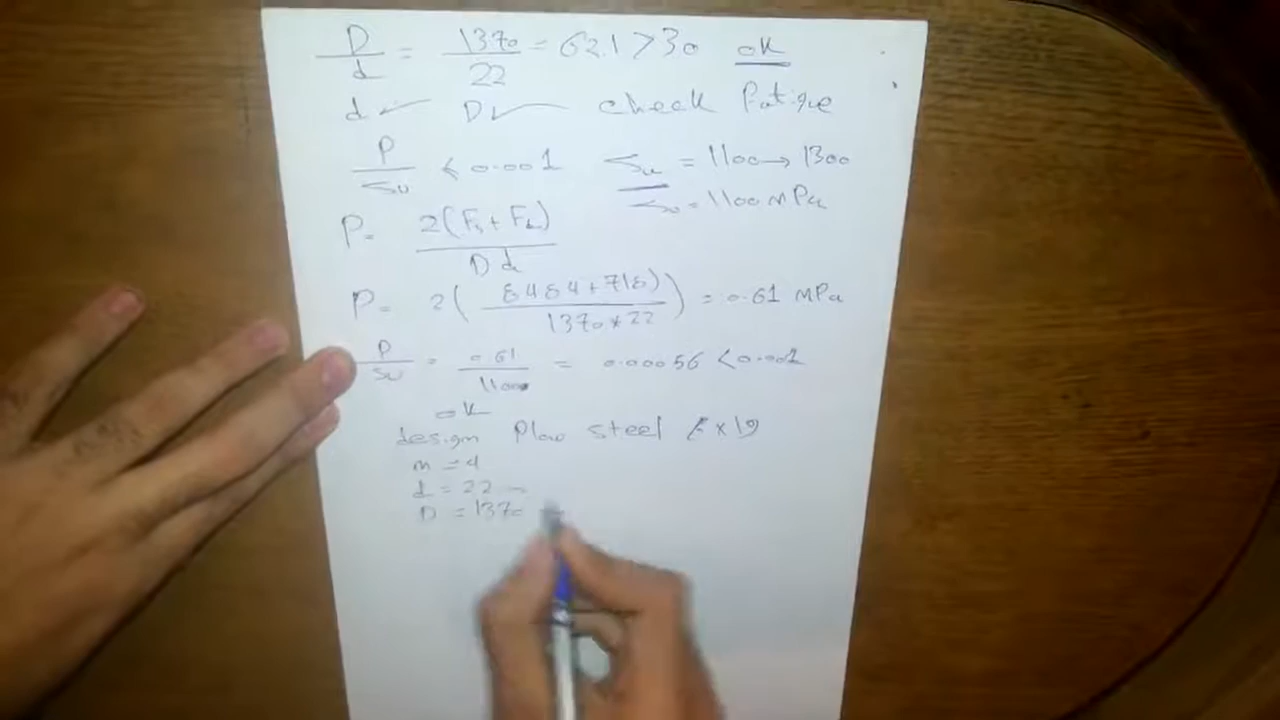 D/d = 1370/22 = 62.1 > 30 ok
d ✓ D ✓ check Fatigue
P/Su < 0.001 Su = 1100 → 1300
Su = 1100 MPa
P = 2(Fs + Fb)/D d
P = 2(8484+718)/1370*22) = 0.61 MPa
P/Su = 0.61/1100 = 0.00056 < 0.001
ok
design Plow steel 6x19
m = 4
d = 22
D = 1370